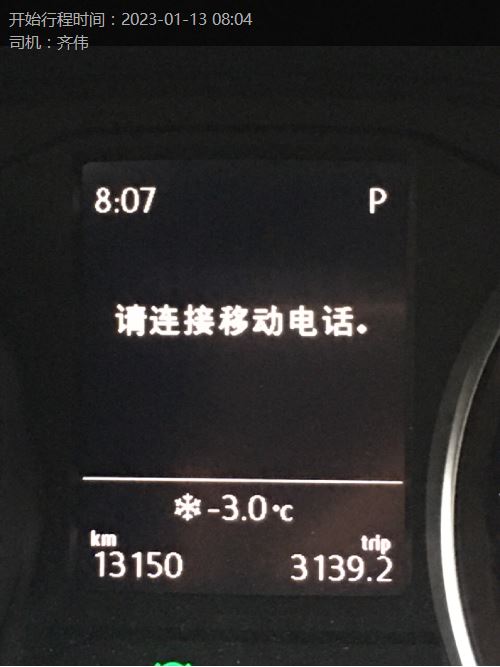 开始行程时间：2023-01-13 08:04
司机：齐伟
8:07 P
请连接移动电话。
-3.0℃
km trip
13150 3139.2